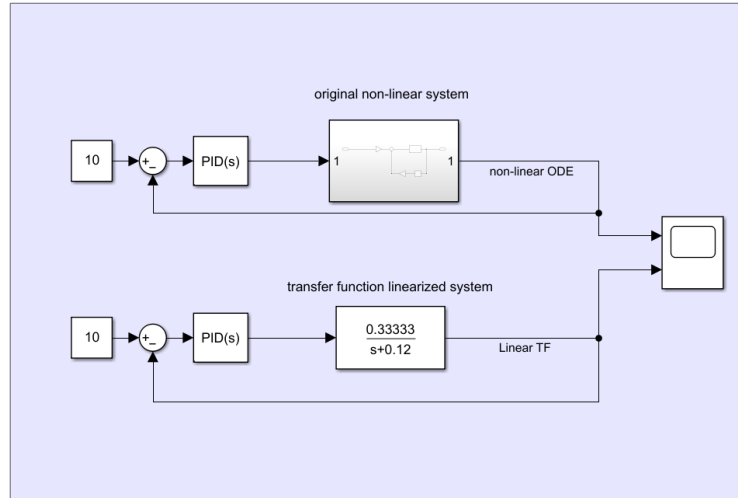 original non-linear system
10
+
−
PID(s)
1
1
non-linear ODE
transfer function linearized system
10
+
−
PID(s)
0.33333
s+0.12
Linear TF